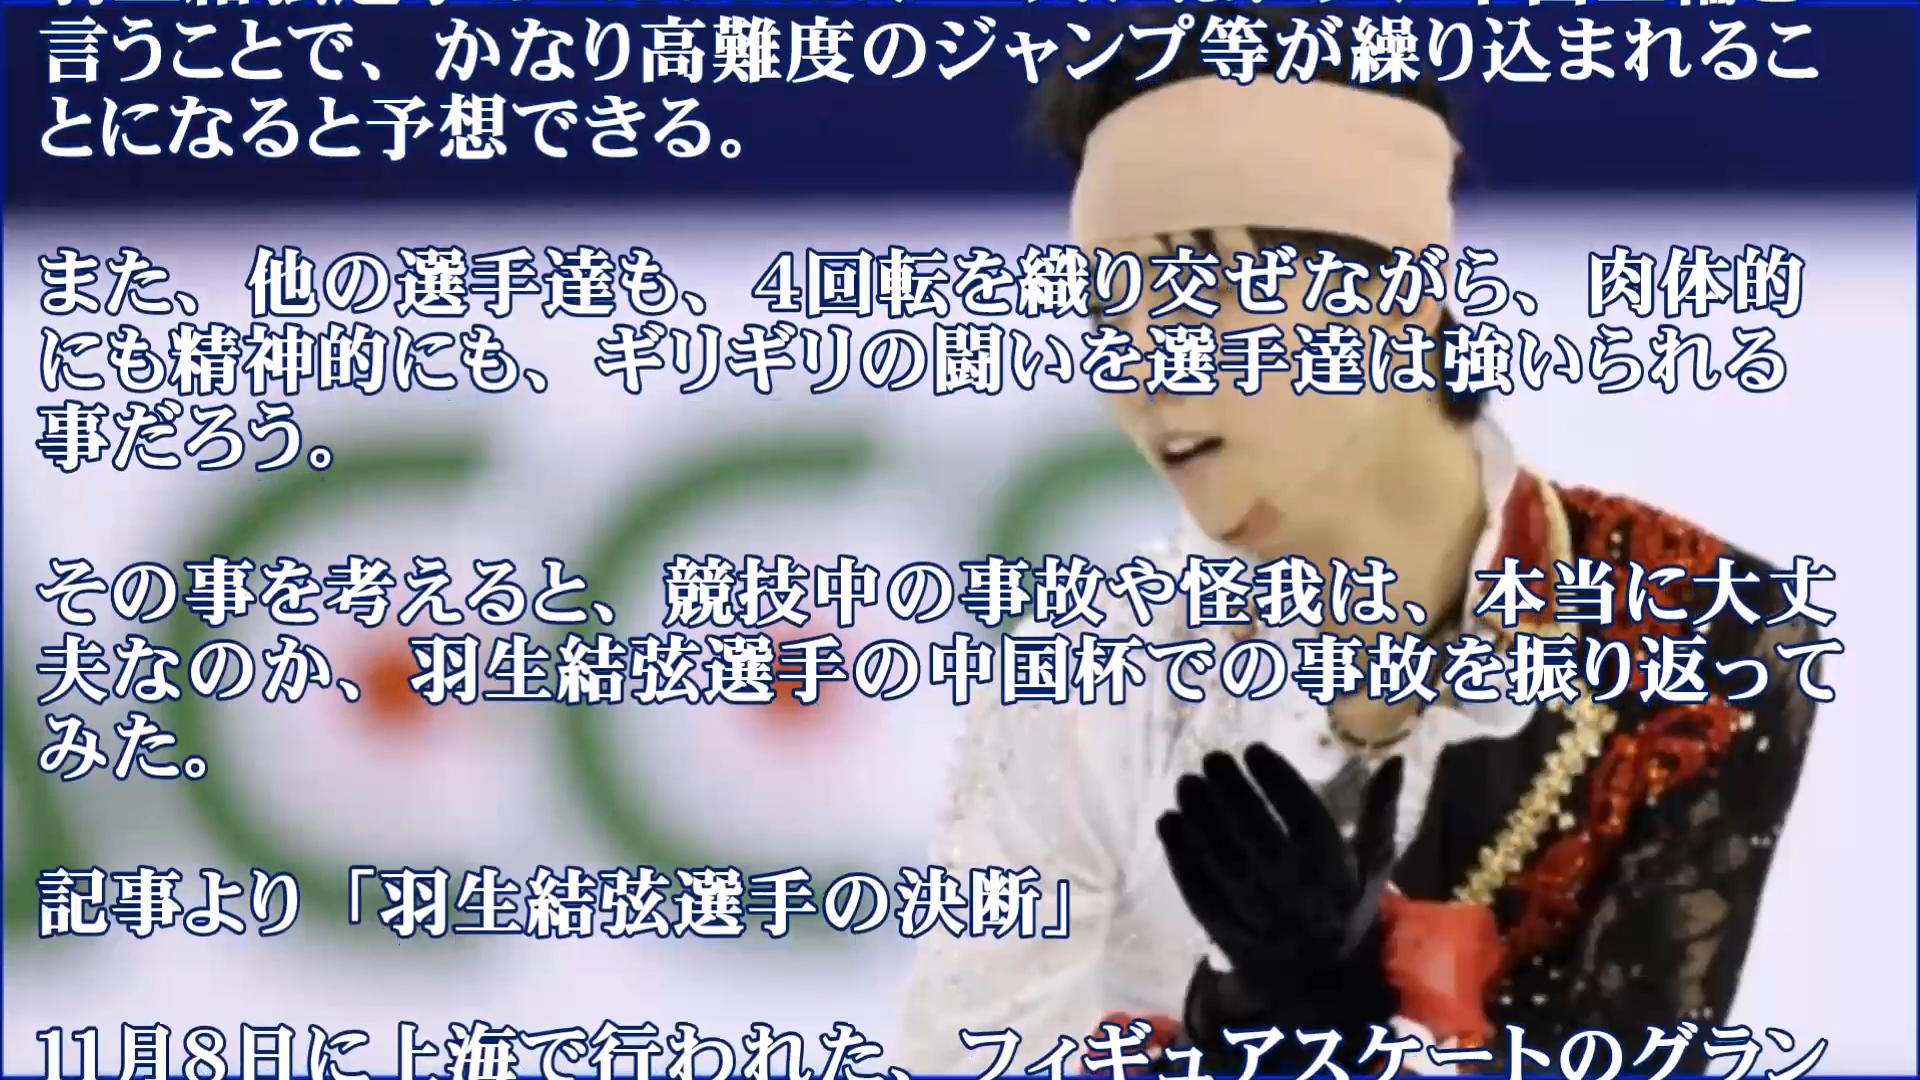 言うことで、かなり高難度のジャンプ等が繰り込まれるこ
とになると予想できる。
また、他の選手達も、4回転を織り交ぜながら、肉体的
にも精神的にも、ギリギリの闘いを選手達は強いられる
事だろう。
その事を考えると、競技中の事故や怪我は、本当に大丈
夫なのか、羽生結弦選手の中国杯での事故を振り返って
みた。
記事より「羽生結弦選手の決断」
11月8日に上海で行われた、フィギュアスケートのグラン